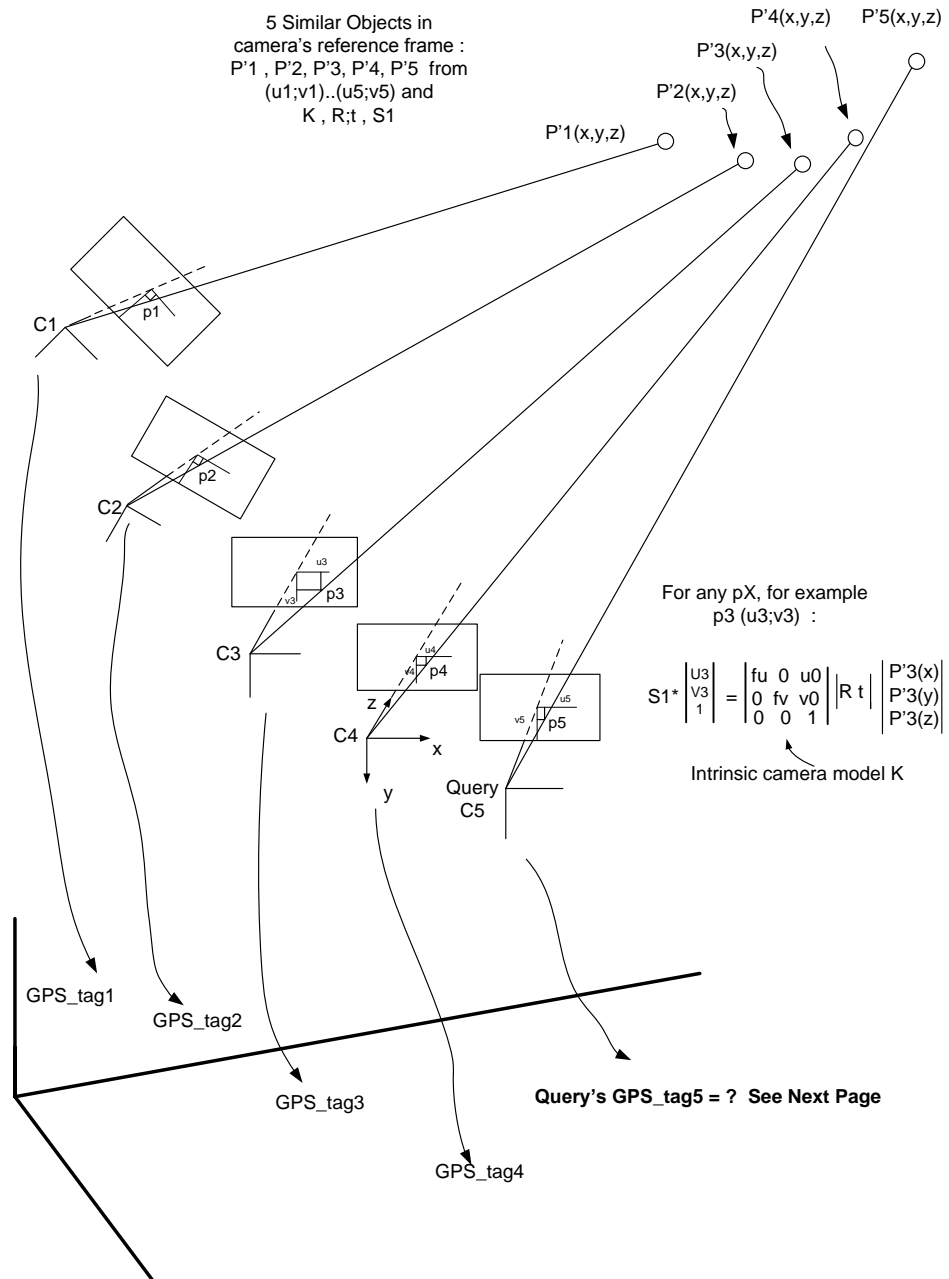 5 Similar Objects in
camera's reference frame :
P'1 , P'2, P'3, P'4, P'5 from
(u1;v1)..(u5;v5) and
K , R;t , S1
P'4(x,y,z)
P'5(x,y,z)
P'3(x,y,z)
P'2(x,y,z)
P'1(x,y,z)
C1
p1
C2
p2
C3
u3
v3
p3
C4
u4
v4
p4
z
x
y
Query
C5
u5
v5
p5
For any pX, for example
p3 (u3;v3) :
S1* |U3| = |fu 0 u0| |R t| |P'3(x)|
|V3| |0 fv v0| |P'3(y)|
|1| |0 0 1| |P'3(z)|
Intrinsic camera model K
GPS_tag1
GPS_tag2
GPS_tag3
GPS_tag4
Query's GPS_tag5 = ? See Next Page